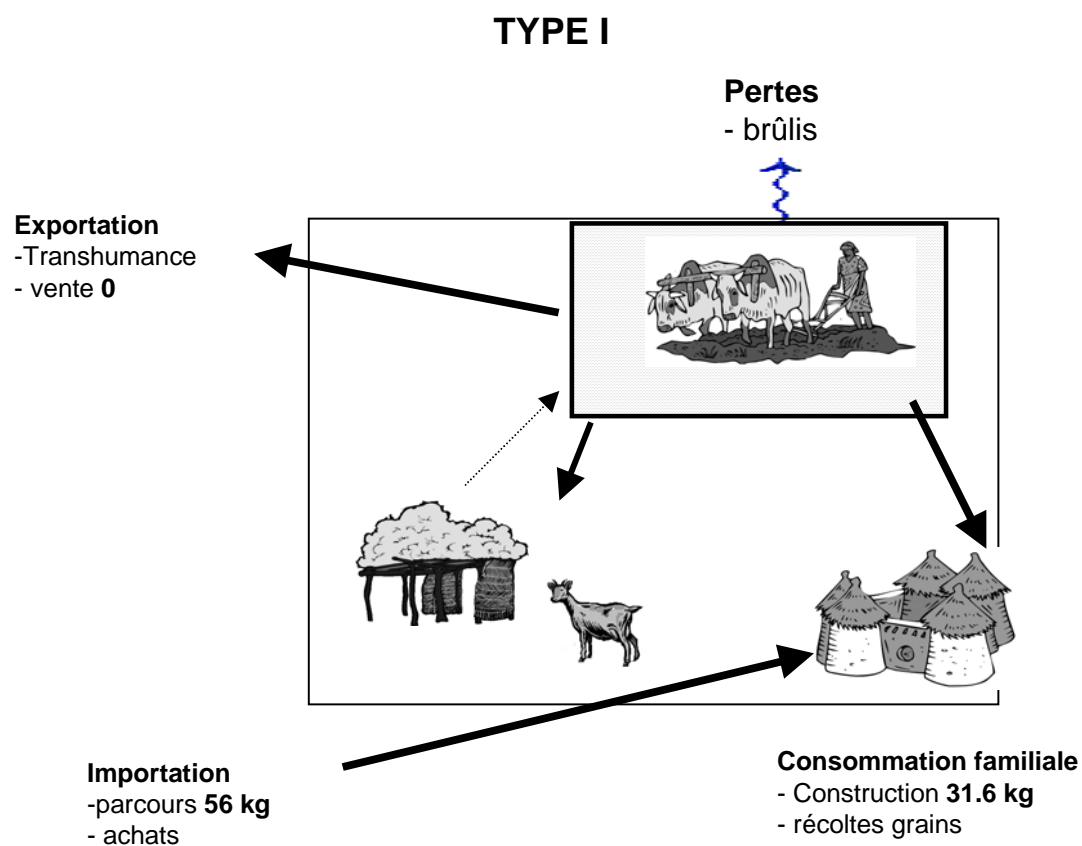 TYPE I
Pertes
- brûlis
Exportation
-Transhumance
- vente 0
Importation
-parcours 56 kg
- achats
Consommation familiale
- Construction 31.6 kg
- récoltes grains